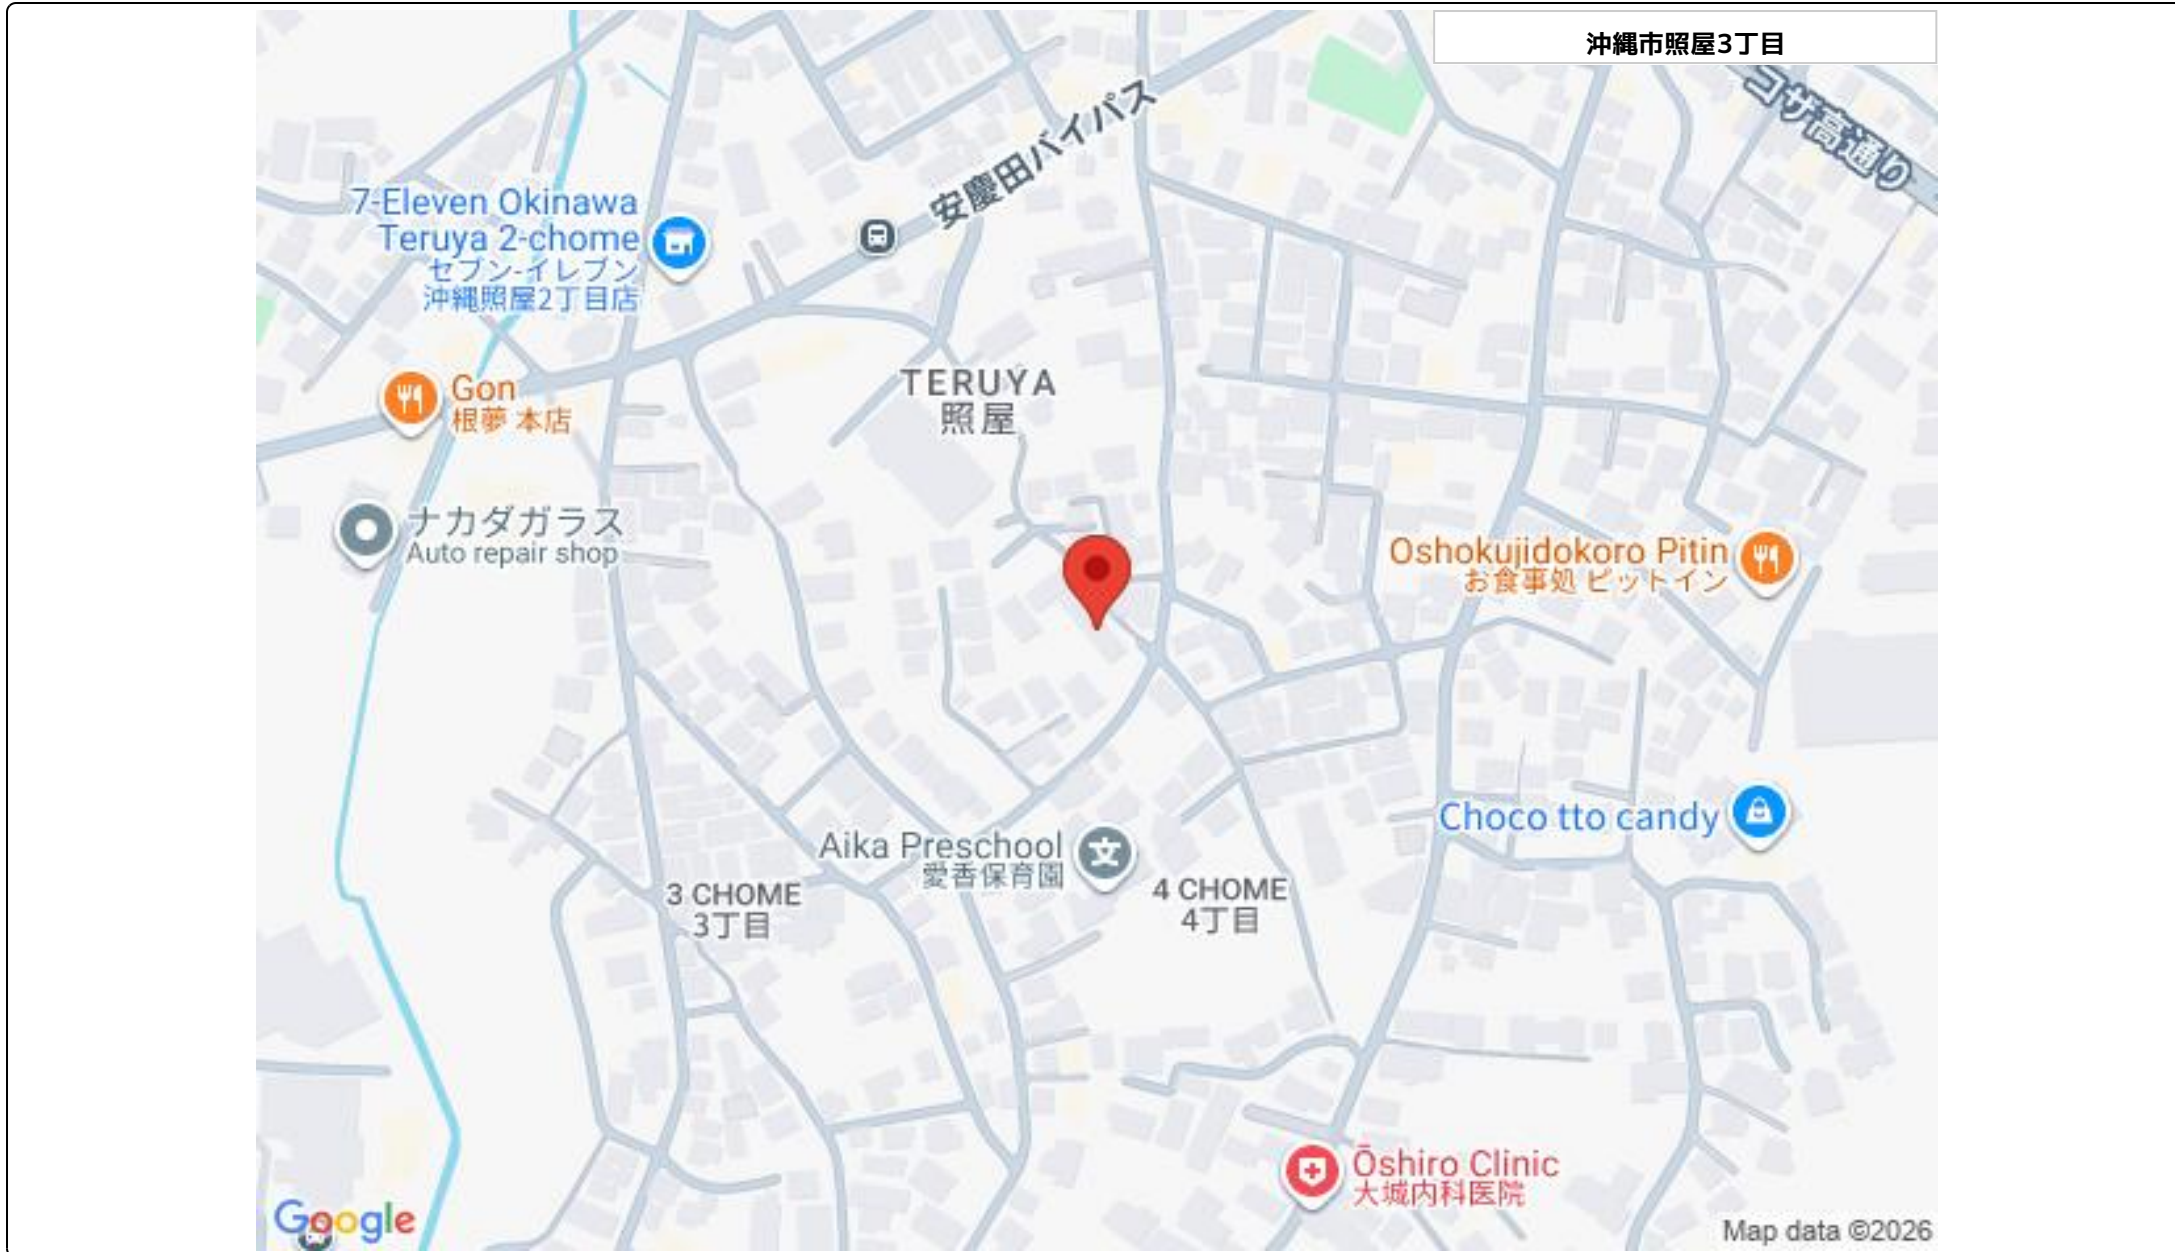 沖縄市照屋3丁目
コザ高通り
安慶田バイパス
7-Eleven Okinawa
Teruya 2-chome
セブン-イレブン
沖縄照屋2丁目店
Gon
根夢 本店
TERUYA
照屋
ナカダガラス
Auto repair shop
Oshokujidokoro Pitin
お食事処 ピットイン
Choco tto candy
Aika Preschool
愛香保育園
文
3 CHOME
3丁目
4 CHOME
4丁目
Ōshiro Clinic
大城内科医院
Google
Map data ©2026